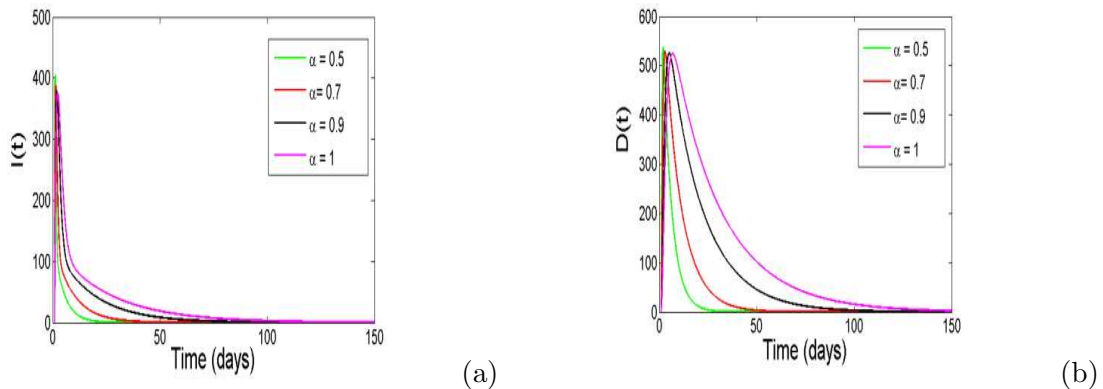 500
400
300
200
100
0
I(t)
0 50 100 150
Time (days)
α = 0.5
α = 0.7
α = 0.9
α = 1
(a)
600
500
400
300
200
100
0
D(t)
0 50 100 150
Time (days)
α = 0.5
α = 0.7
α = 0.9
α = 1
(b)